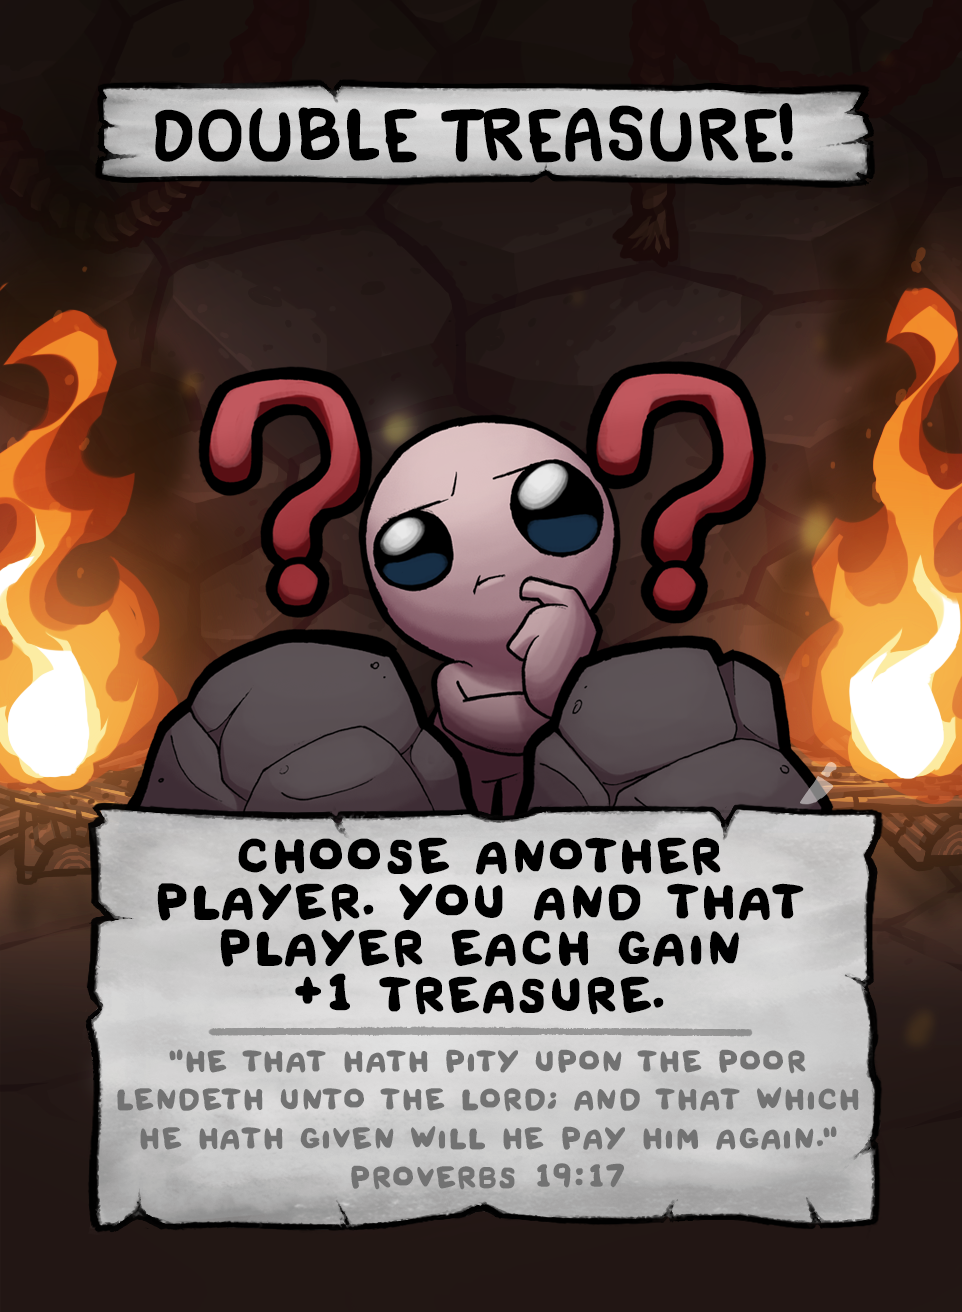 DOUBLE TREASURE!
? ?
CHOOSE ANOTHER
PLAYER. YOU AND THAT
PLAYER EACH GAIN
+1 TREASURE.
"HE THAT HATH PITY UPON THE POOR
LENDETH UNTO THE LORD; AND THAT WHICH
HE HATH GIVEN WILL HE PAY HIM AGAIN."
PROVERBS 19:17